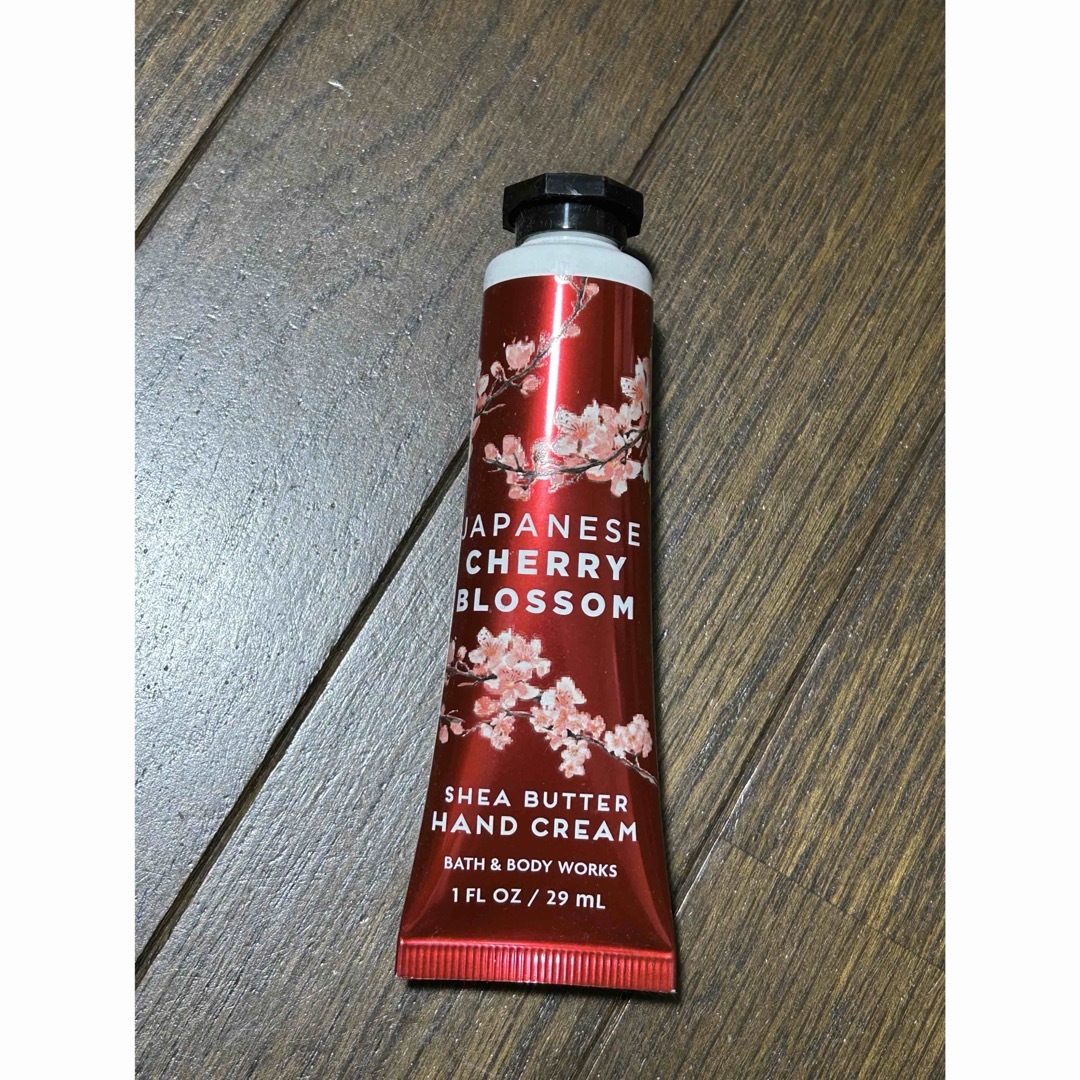 JAPANESE
CHERRY
BLOSSOM
SHEA BUTTER
HAND CREAM
BATH & BODY WORKS
1 FL OZ / 29 mL